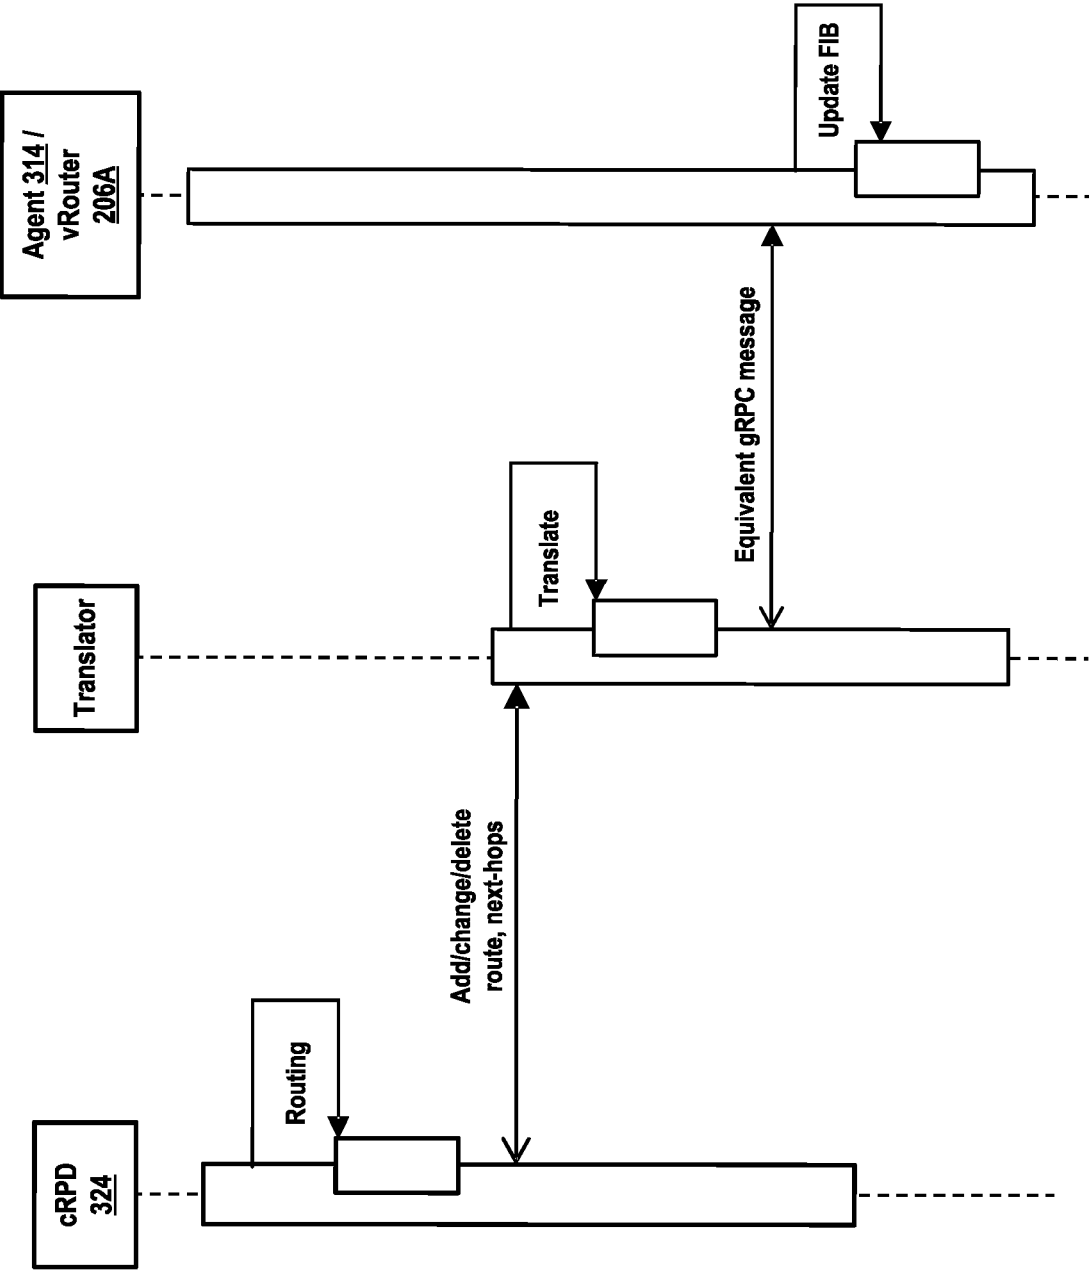 cRPD
324
Translator
Agent 314 /
vRouter
206A
Routing
Add/change/delete
route, next-hops
Translate
Equivalent gRPC message
Update FIB